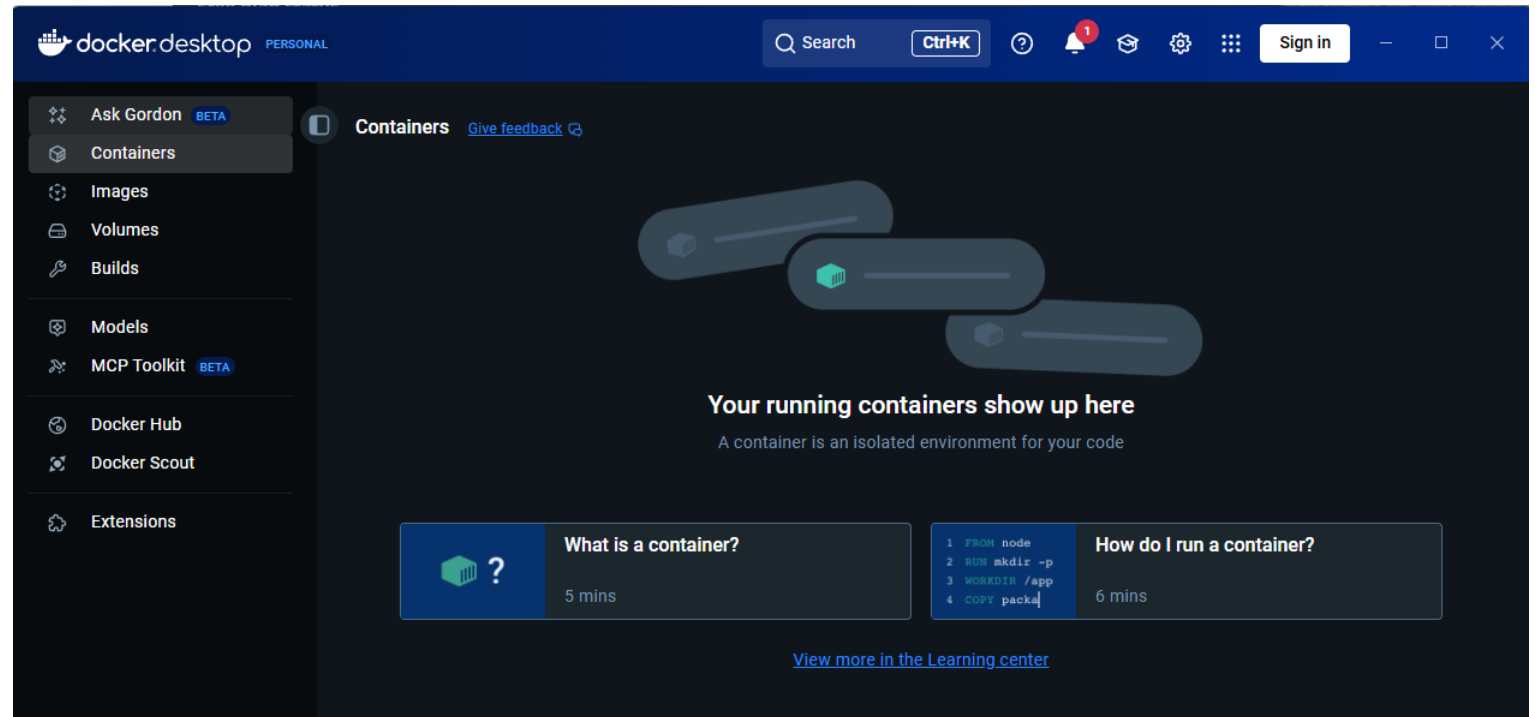 docker.desktop PERSONAL
Search Ctrl+K
1
Sign in
Ask Gordon BETA
Containers
Images
Volumes
Builds
Models
MCP Toolkit BETA
Docker Hub
Docker Scout
Extensions
Containers Give feedback
Your running containers show up here
A container is an isolated environment for your code
?
What is a container?
5 mins
1 FROM node
2 RUN mkdir -p
3 WORKDIR /app
4 COPY packa
How do I run a container?
6 mins
View more in the Learning center